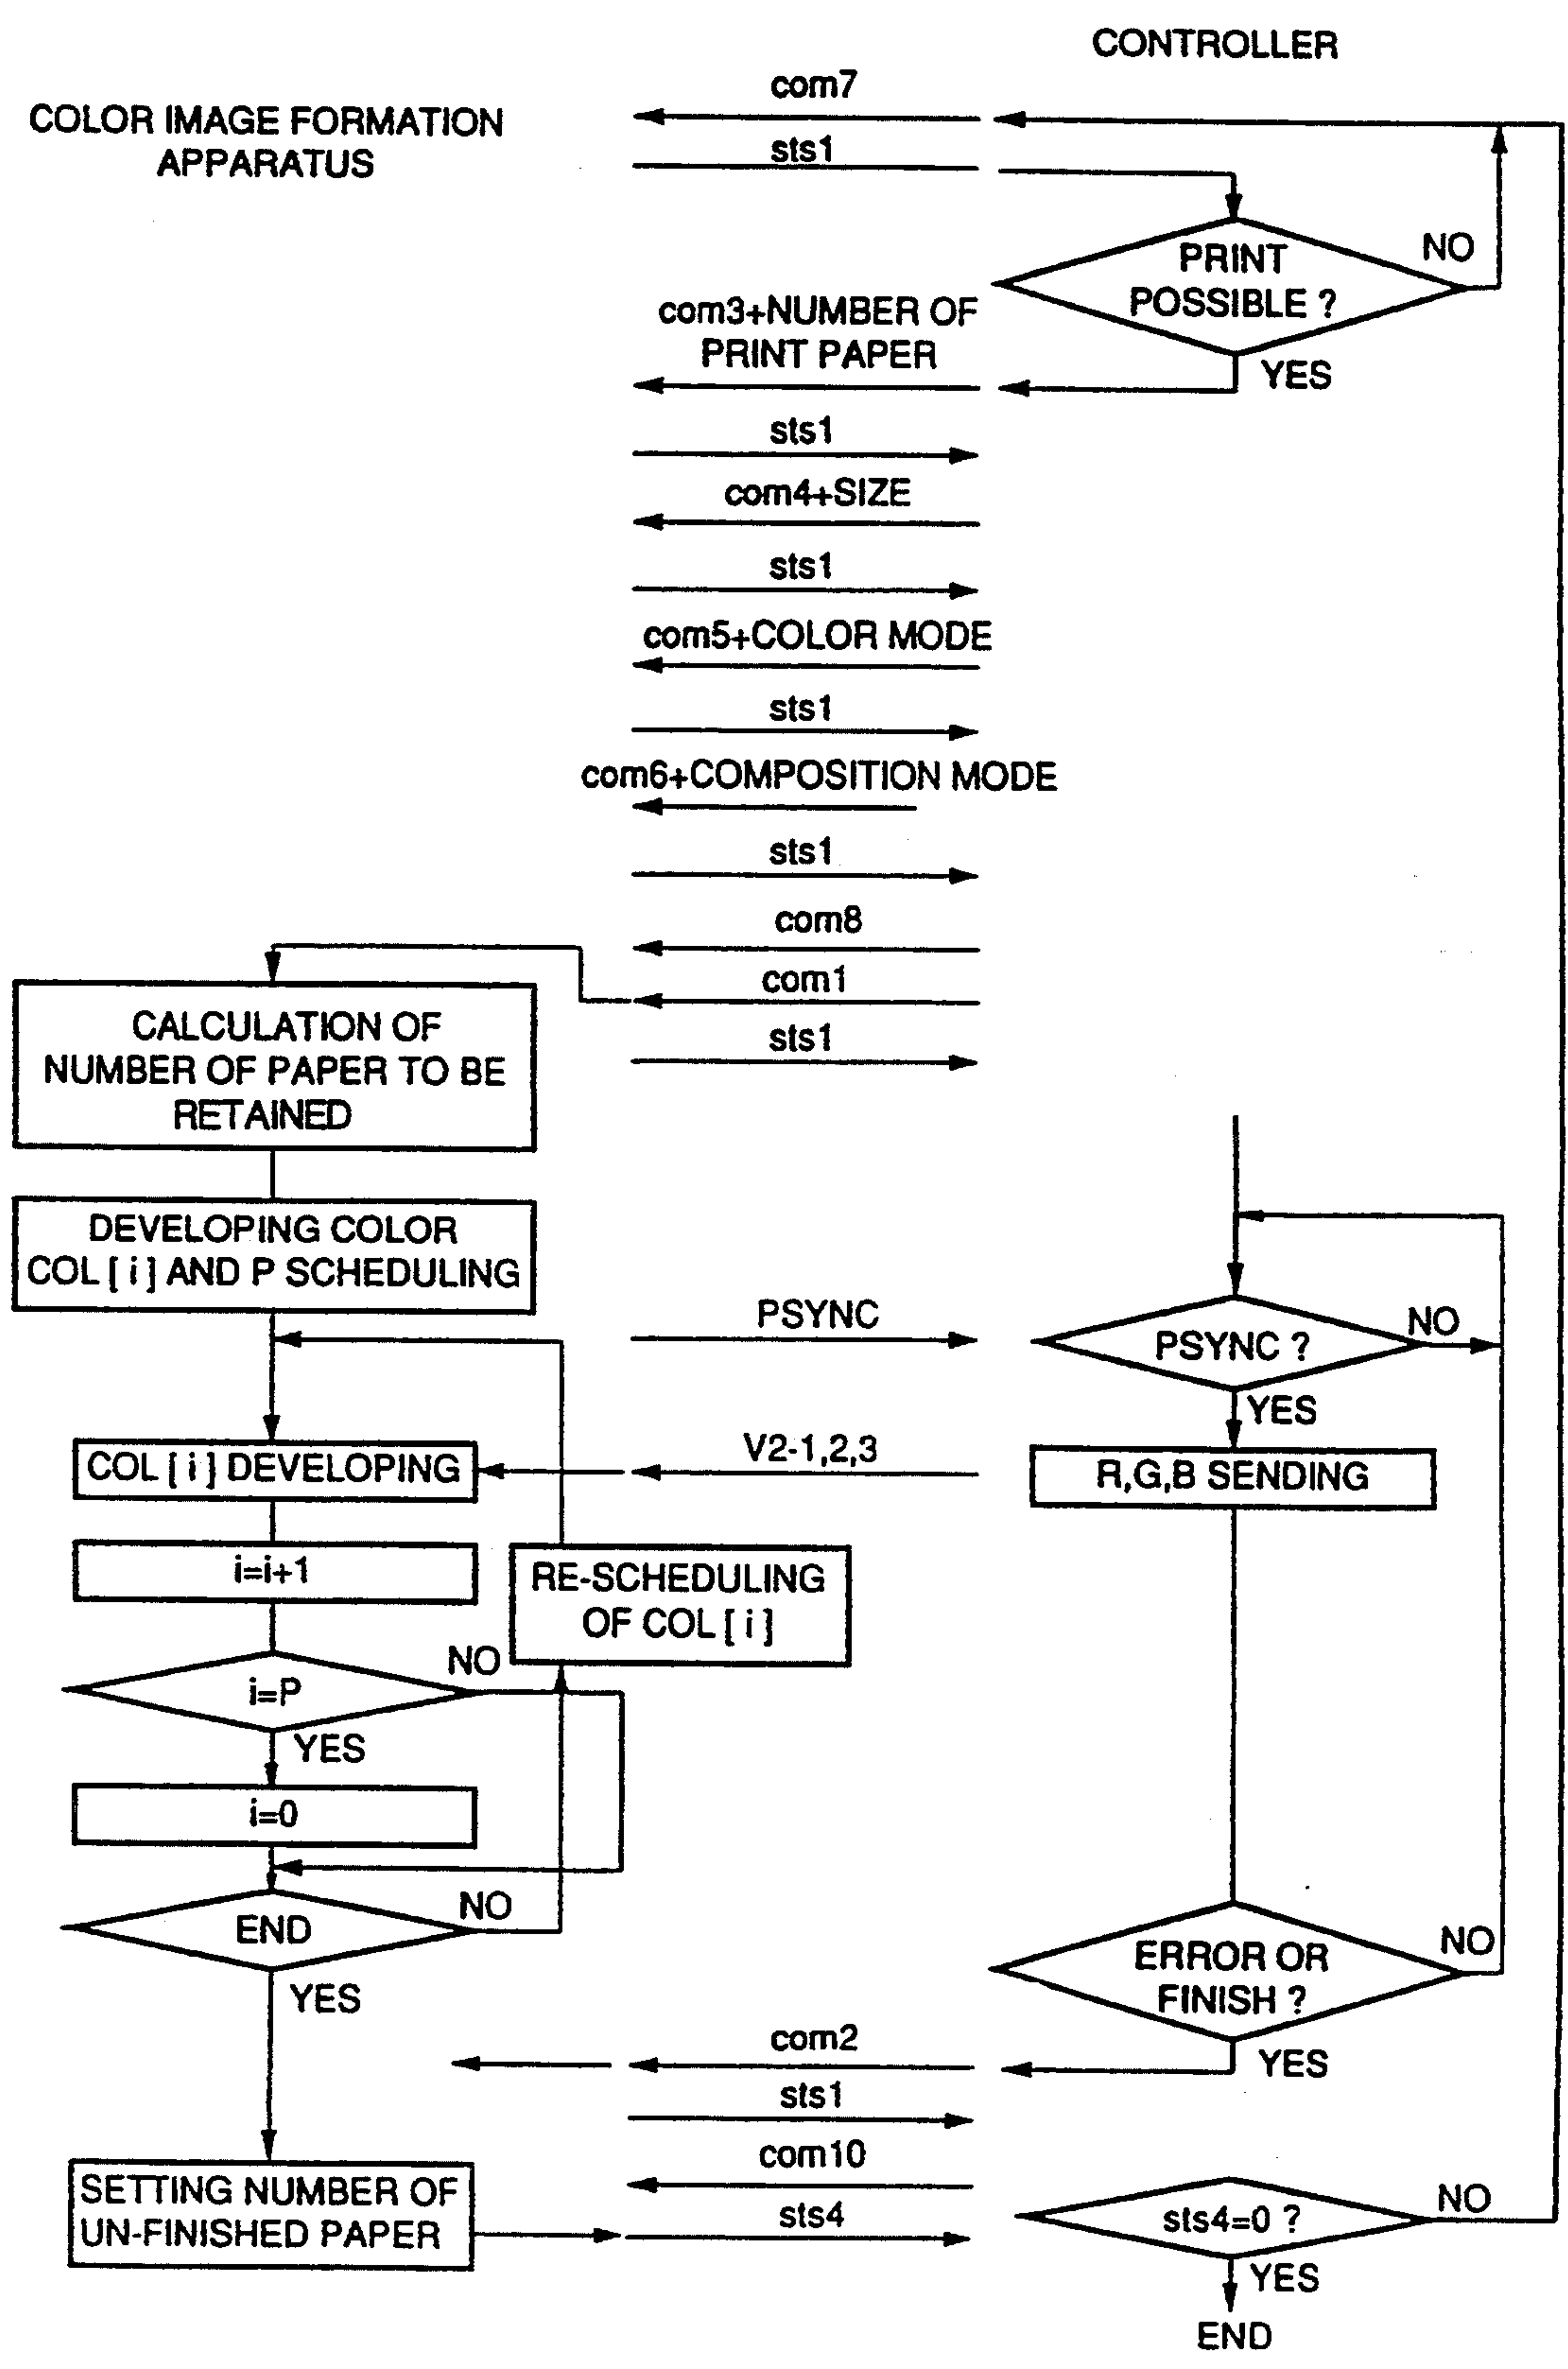 CONTROLLER
com7
COLOR IMAGE FORMATION
APPARATUS
sts1
PRINT
POSSIBLE ?
NO
com3+NUMBER OF
PRINT PAPER
YES
sts1
com4+SIZE
sts1
com5+COLOR MODE
sts1
com6+COMPOSITION MODE
sts1
com8
com1
CALCULATION OF
NUMBER OF PAPER TO BE
RETAINED
sts1
DEVELOPING COLOR
COL [ i ] AND P SCHEDULING
PSYNC
PSYNC ?
NO
YES
COL [ i ] DEVELOPING
V2-1,2,3
R,G,B SENDING
i=i+1
RE-SCHEDULING
OF COL [ i ]
i=P
NO
YES
i=0
END
NO
YES
ERROR OR
FINISH ?
NO
YES
com2
sts1
com10
SETTING NUMBER OF
UN-FINISHED PAPER
sts4
sts4=0 ?
NO
YES
END